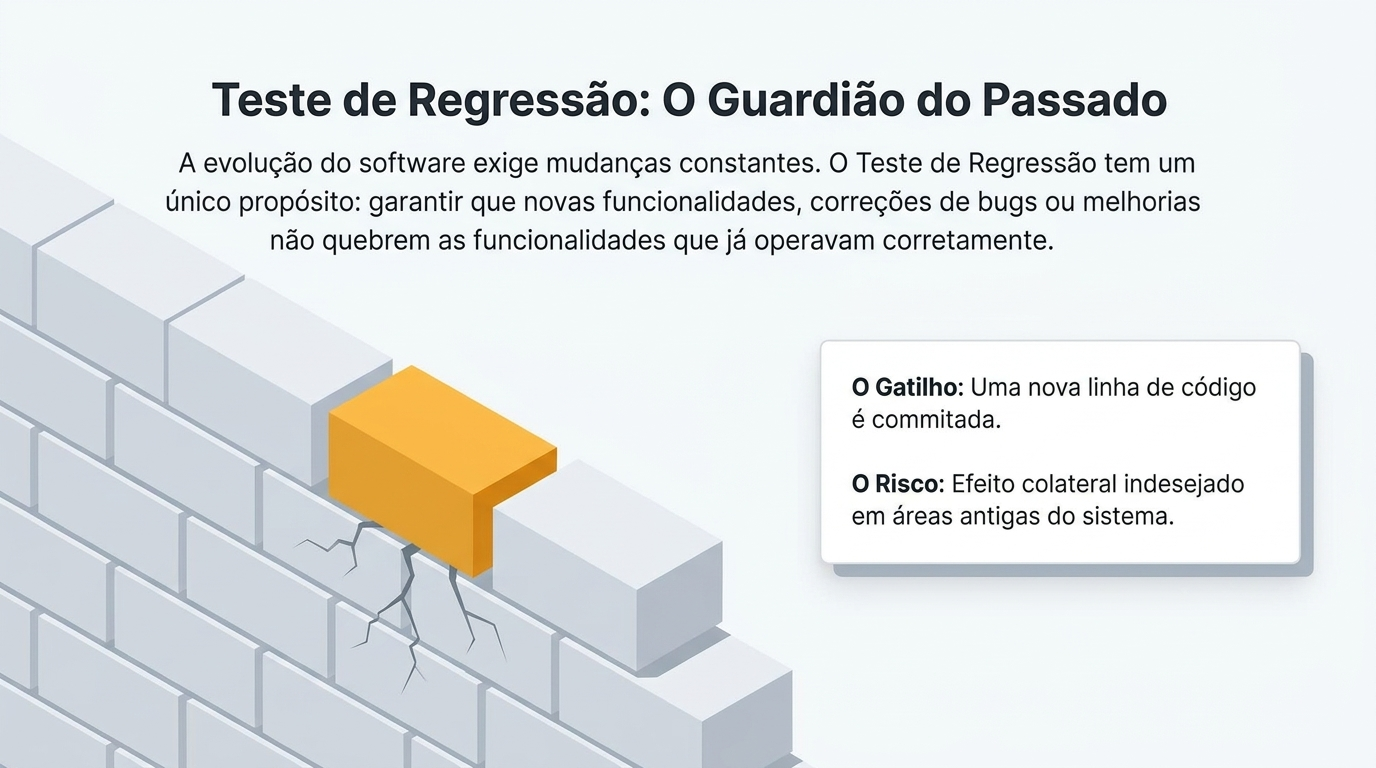 Teste de Regressão: O Guardião do Passado
A evolução do software exige mudanças constantes. O Teste de Regressão tem um
único propósito: garantir que novas funcionalidades, correções de bugs ou melhorias
não quebrem as funcionalidades que já operavam corretamente.
O Gatilho: Uma nova linha de código
é commitada.
O Risco: Efeito colateral indesejado
em áreas antigas do sistema.